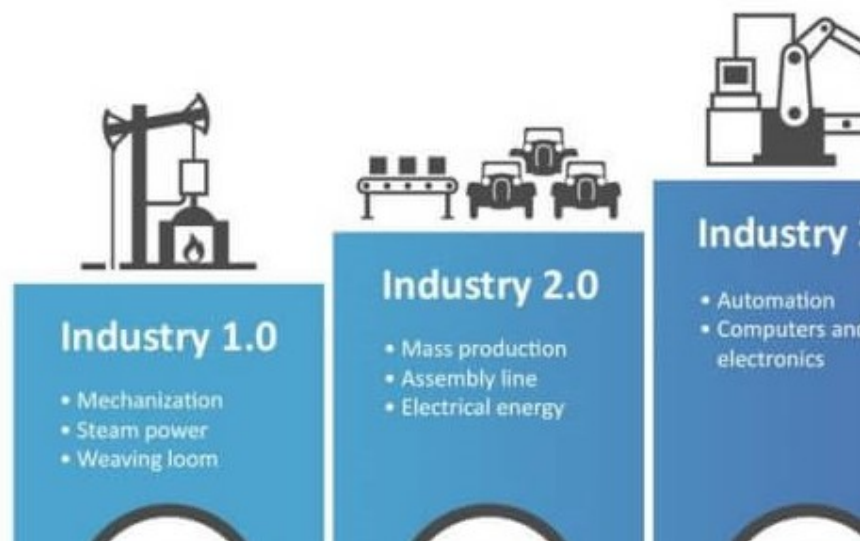 Industry 1.0
• Mechanization
• Steam power
• Weaving loom
Industry 2.0
• Mass production
• Assembly line
• Electrical energy
Industry
• Automation
• Computers and
electronics